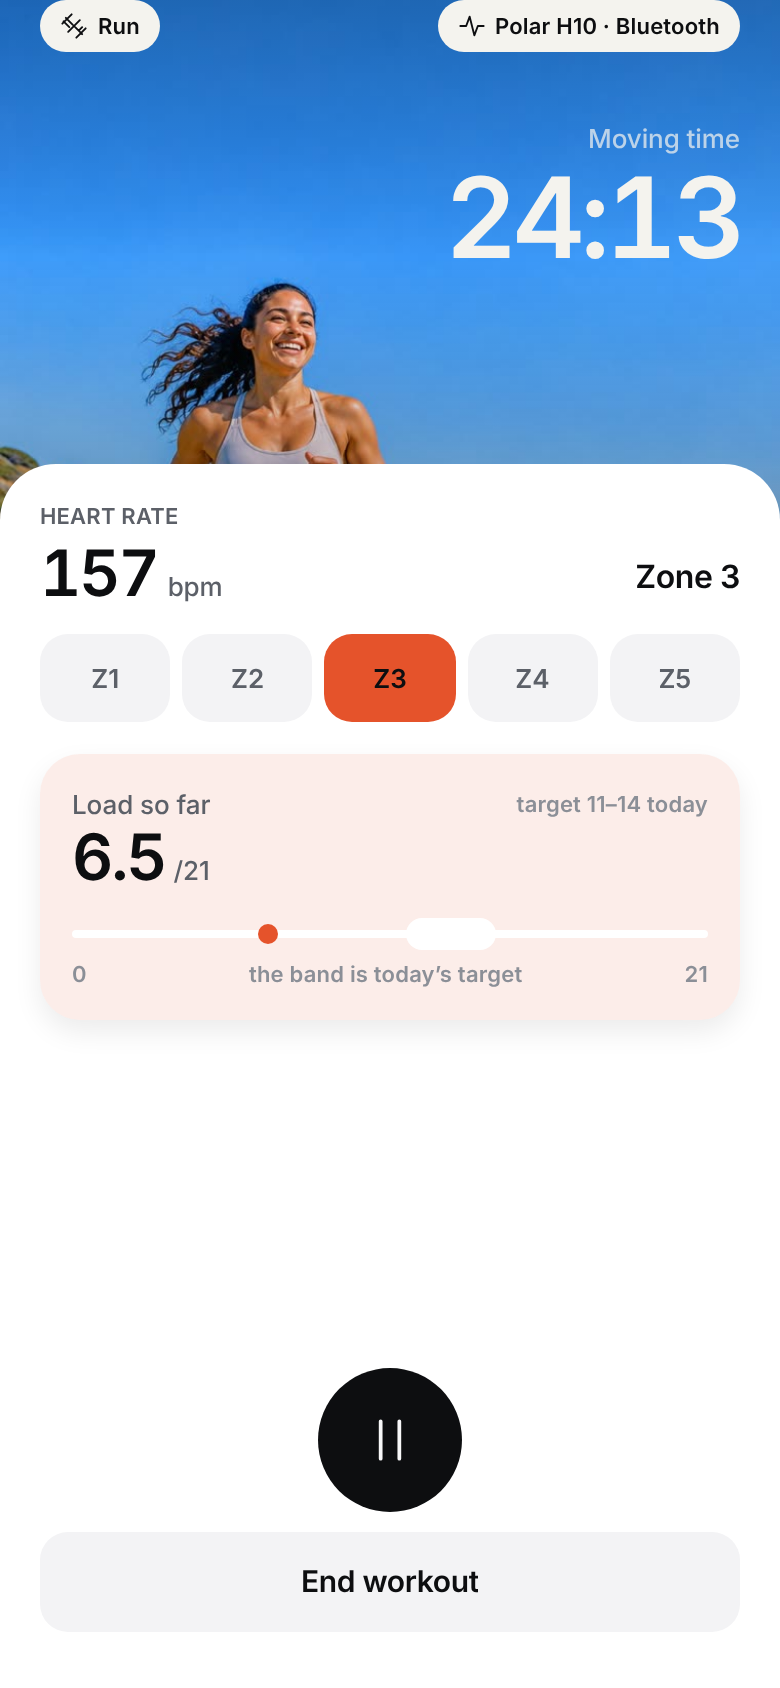 Run
Polar H10 · Bluetooth
Moving time
24:13
HEART RATE
157 bpm
Zone 3
Z1 Z2 Z3 Z4 Z5
Load so far
target 11–14 today
6.5 /21
0 the band is today’s target 21
End workout